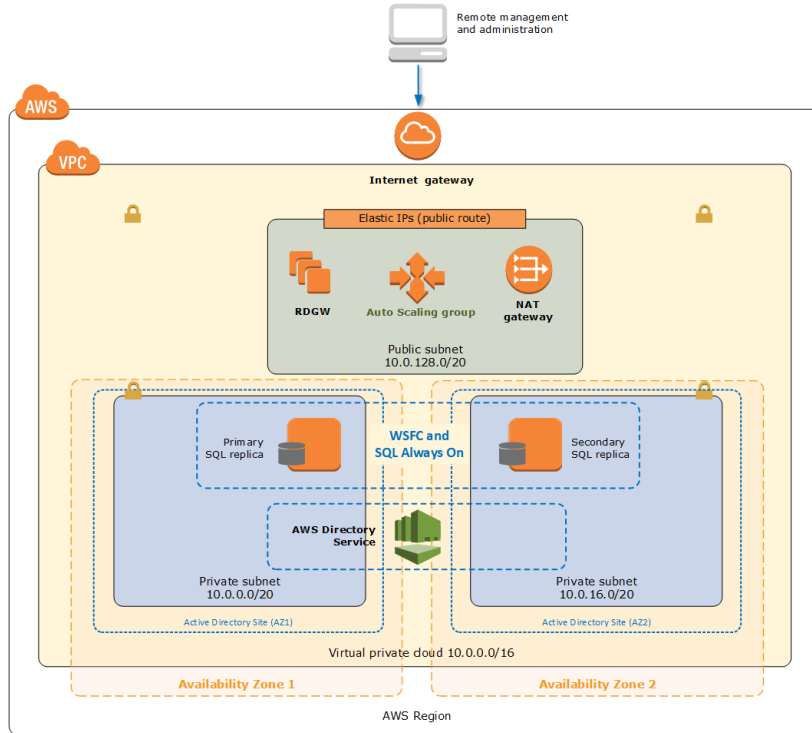 Remote management
and administration
AWS
VPC
Internet gateway
Elastic IPs (public route)
RDGW
Auto Scaling group
NAT
gateway
Public subnet
10.0.128.0/20
Primary
SQL replica
WSFC and
SQL Always On
Secondary
SQL replica
AWS Directory
Service
Private subnet
10.0.0.0/20
Private subnet
10.0.16.0/20
Active Directory Site (AZ1)
Active Directory Site (AZ2)
Virtual private cloud 10.0.0.0/16
Availability Zone 1
Availability Zone 2
AWS Region